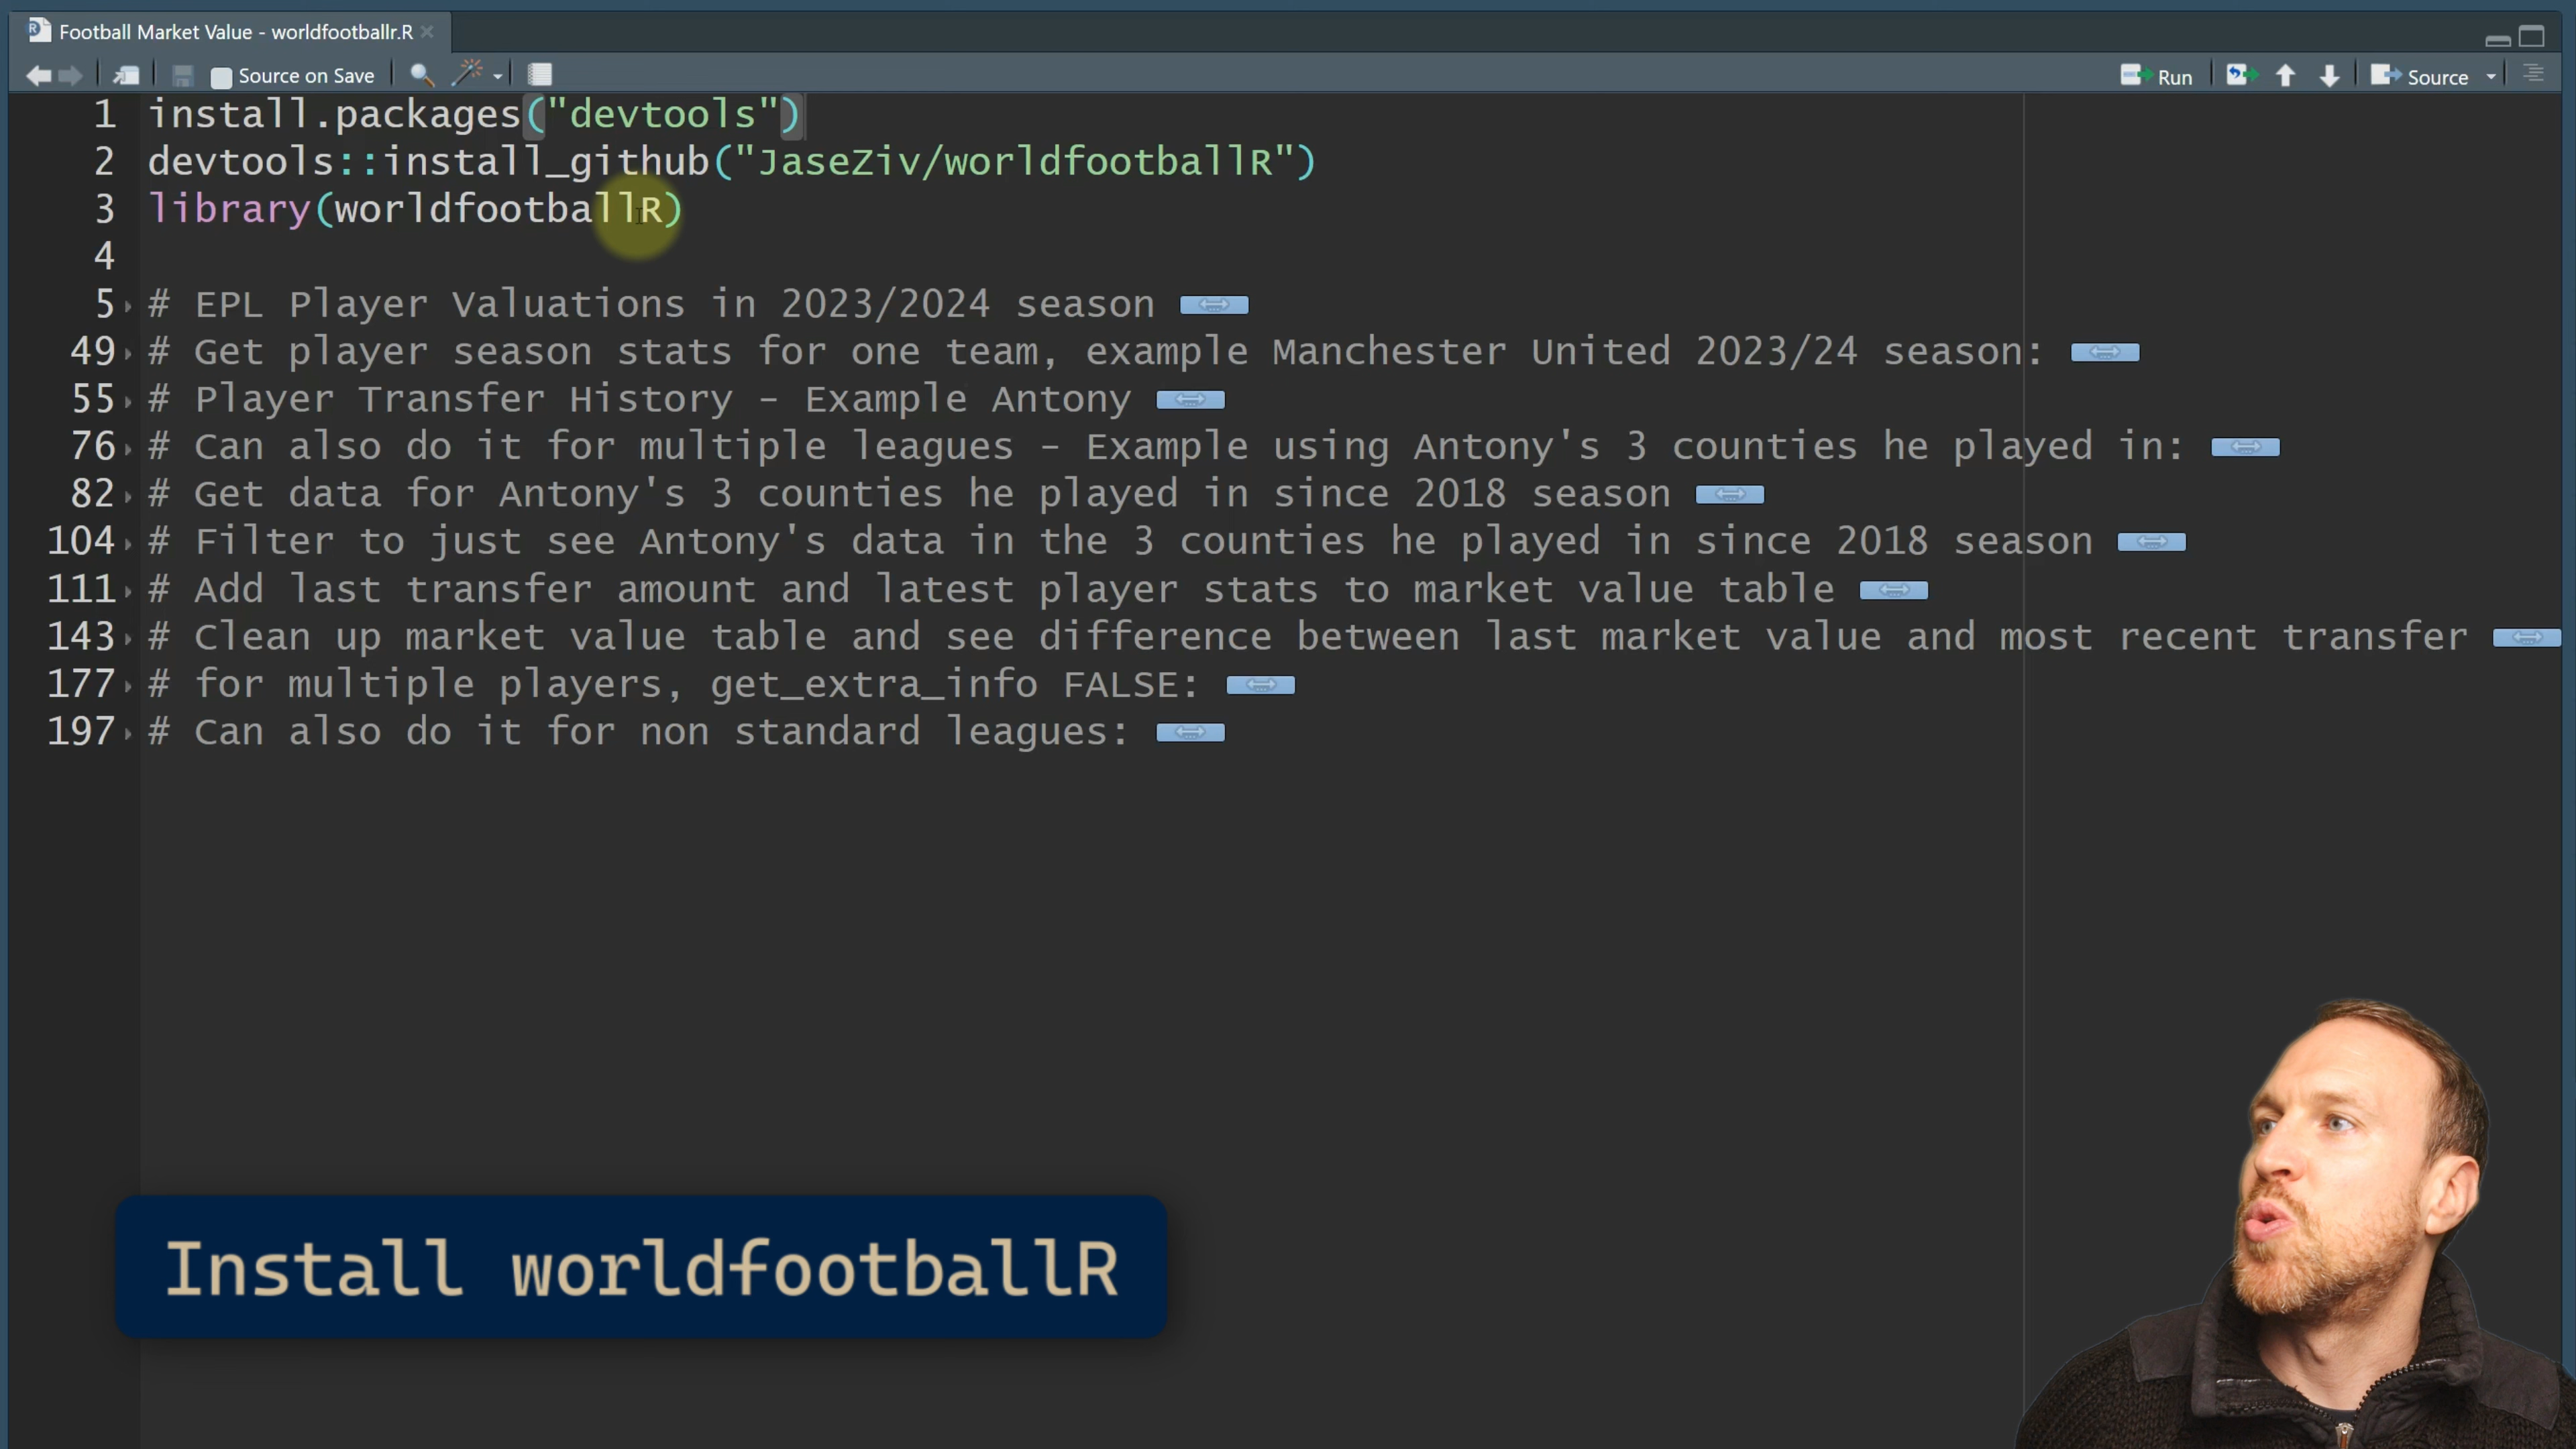 Football Market Value - worldfootballr.R
Source on Save
Run
Source
1 install.packages("devtools")
2 devtools::install_github("JaseZiv/worldfootballR")
3 library(worldfootballR)
4
5 # EPL Player Valuations in 2023/2024 season
49 # Get player season stats for one team, example Manchester United 2023/24 season:
55 # Player Transfer History - Example Antony
76 # Can also do it for multiple leagues - Example using Antony's 3 counties he played in:
82 # Get data for Antony's 3 counties he played in since 2018 season
104 # Filter to just see Antony's data in the 3 counties he played in since 2018 season
111 # Add last transfer amount and latest player stats to market value table
143 # Clean up market value table and see difference between last market value and most recent transfer
177 # for multiple players, get_extra_info FALSE:
197 # Can also do it for non standard leagues:
Install worldfootballR